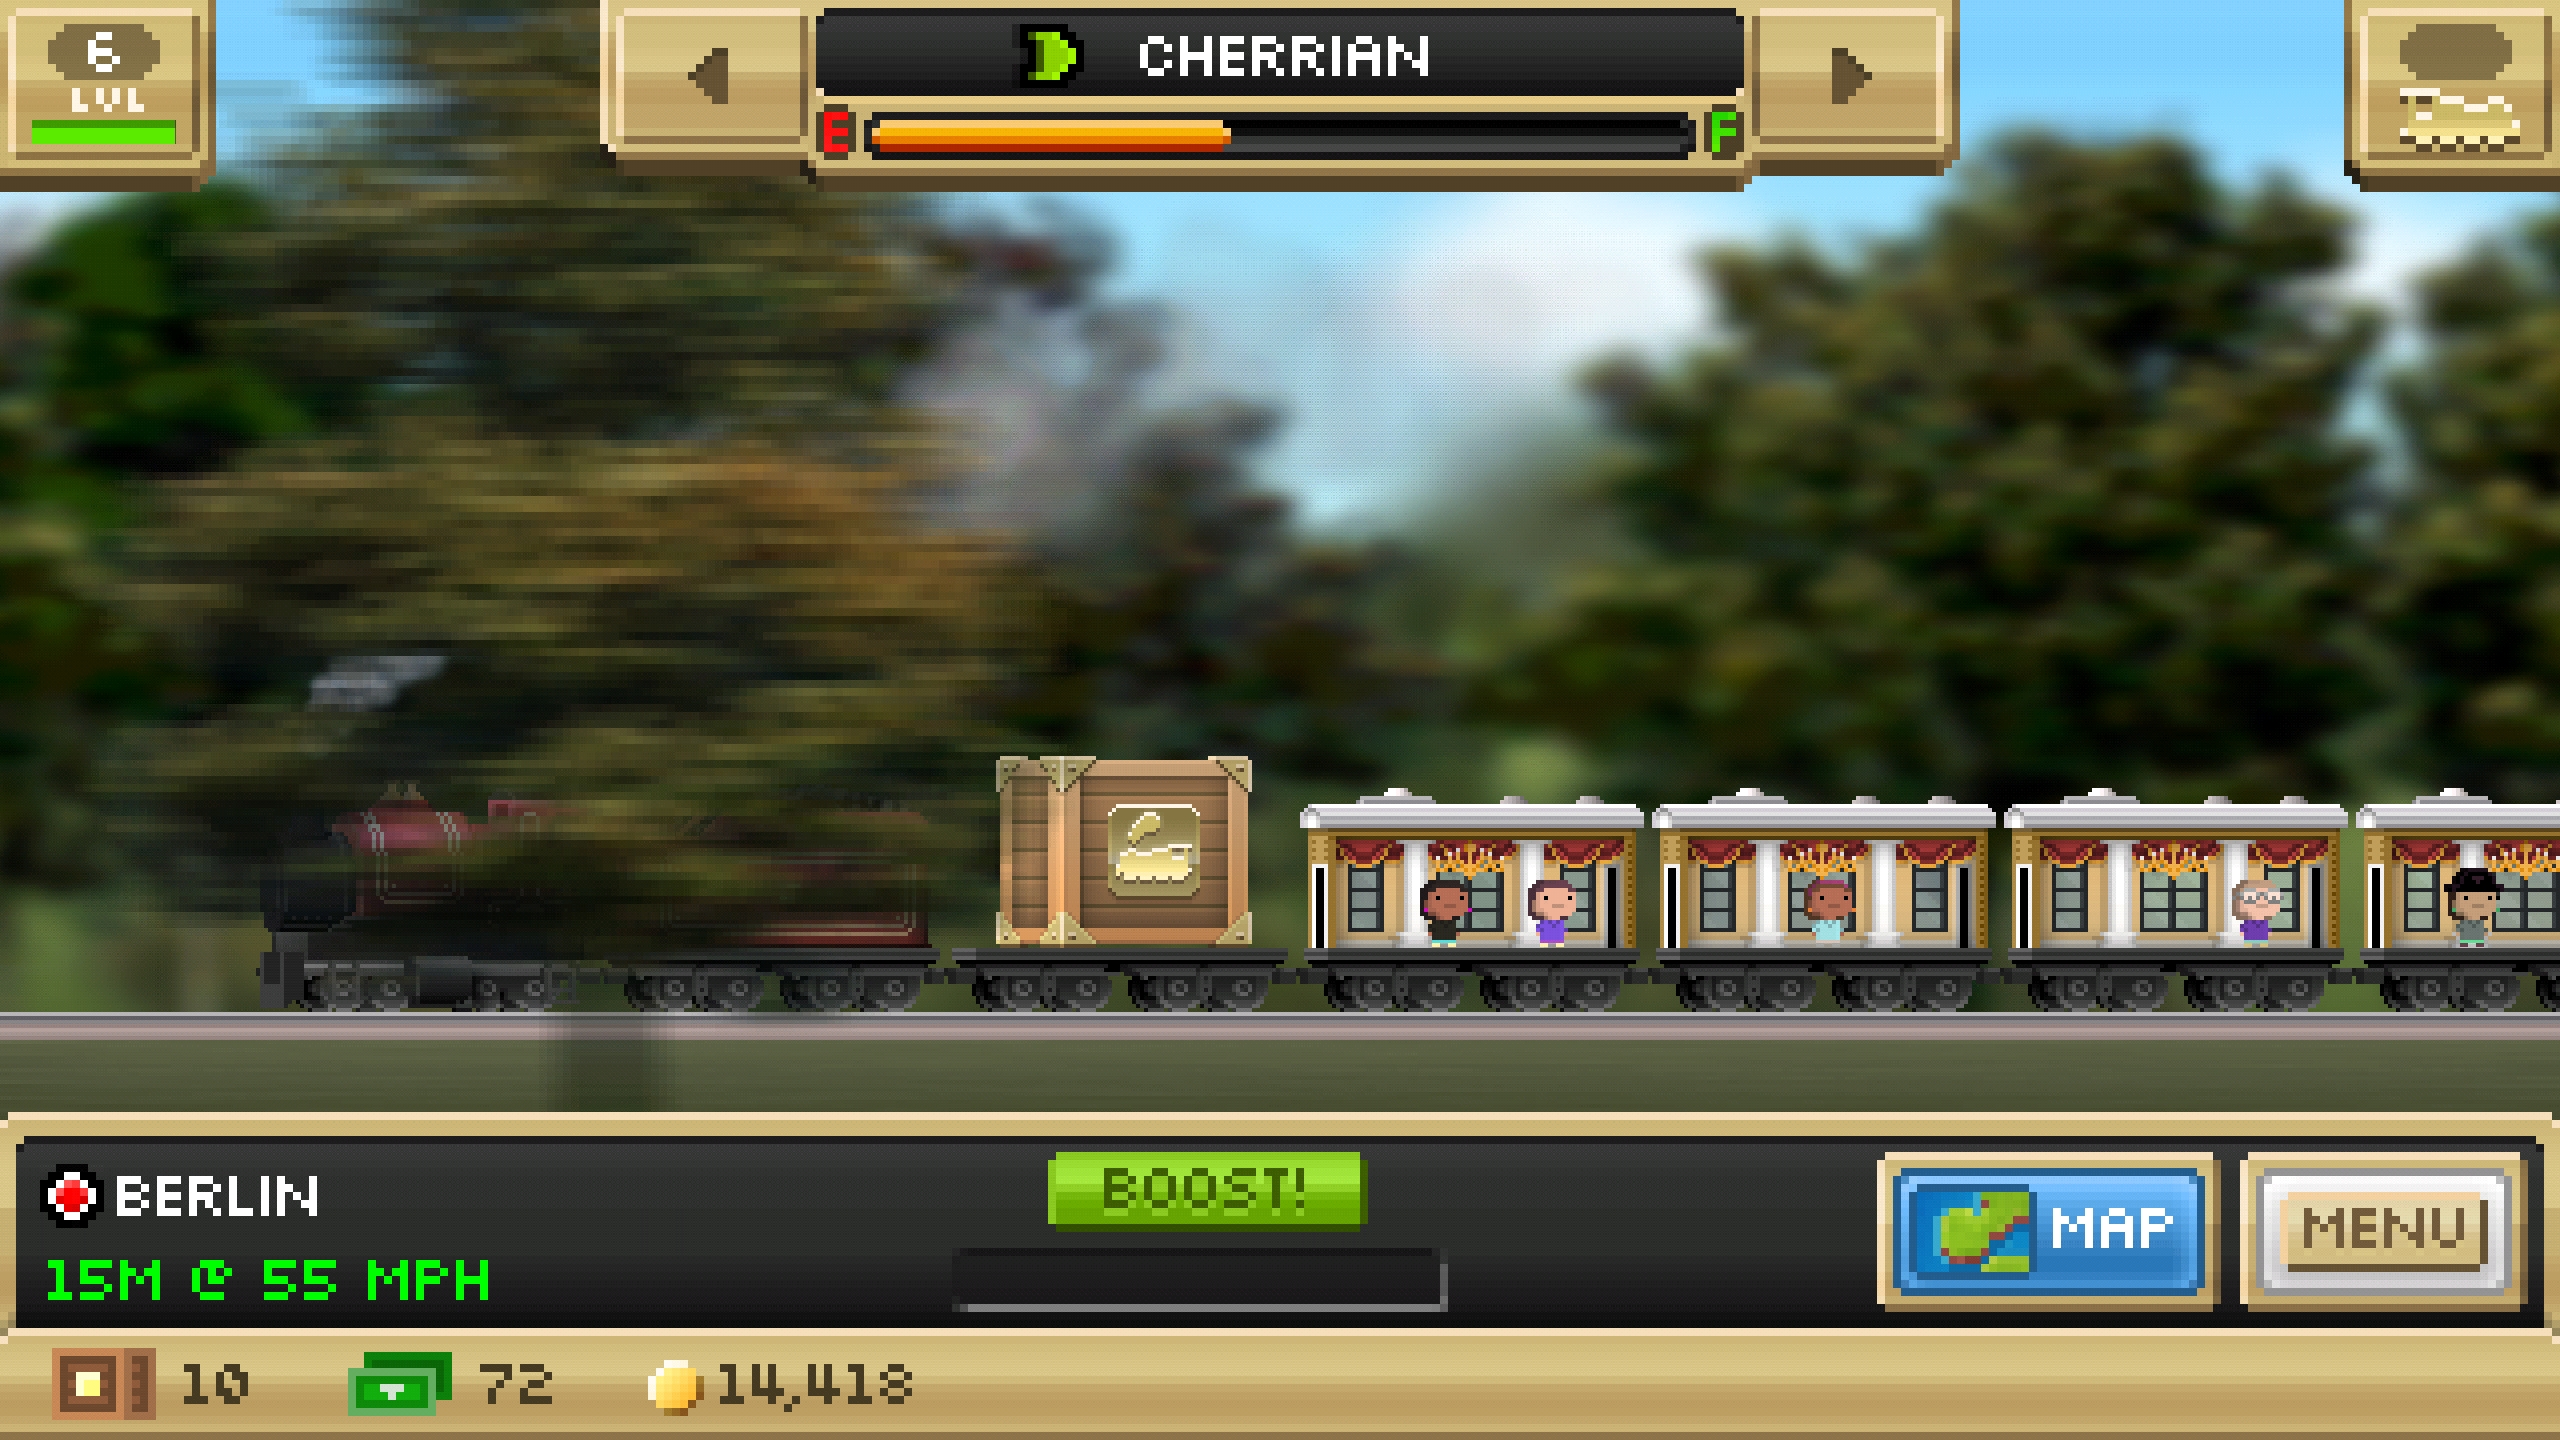 6
LVL
CHERRIAN
E F
BERLIN
BOOST!
15M @ 55 MPH
MAP
MENU
10 72 14,418